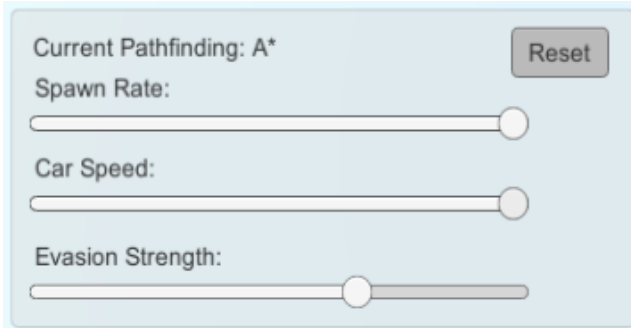 Current Pathfinding: A*
Reset
Spawn Rate:
Car Speed:
Evasion Strength: